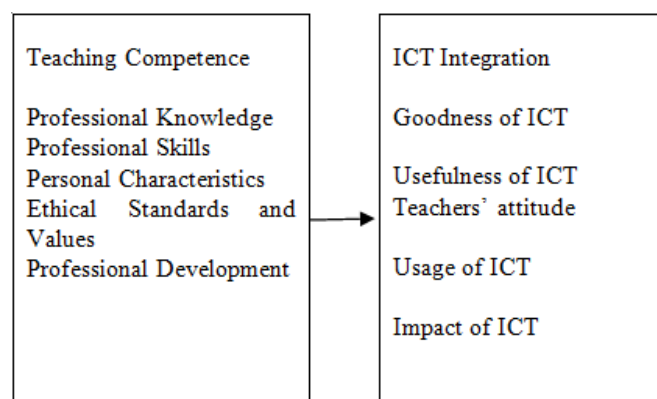 Teaching Competence
Professional Knowledge
Professional Skills
Personal Characteristics
Ethical Standards and
Values
Professional Development
ICT Integration
Goodness of ICT
Usefulness of ICT
Teachers’ attitude
Usage of ICT
Impact of ICT